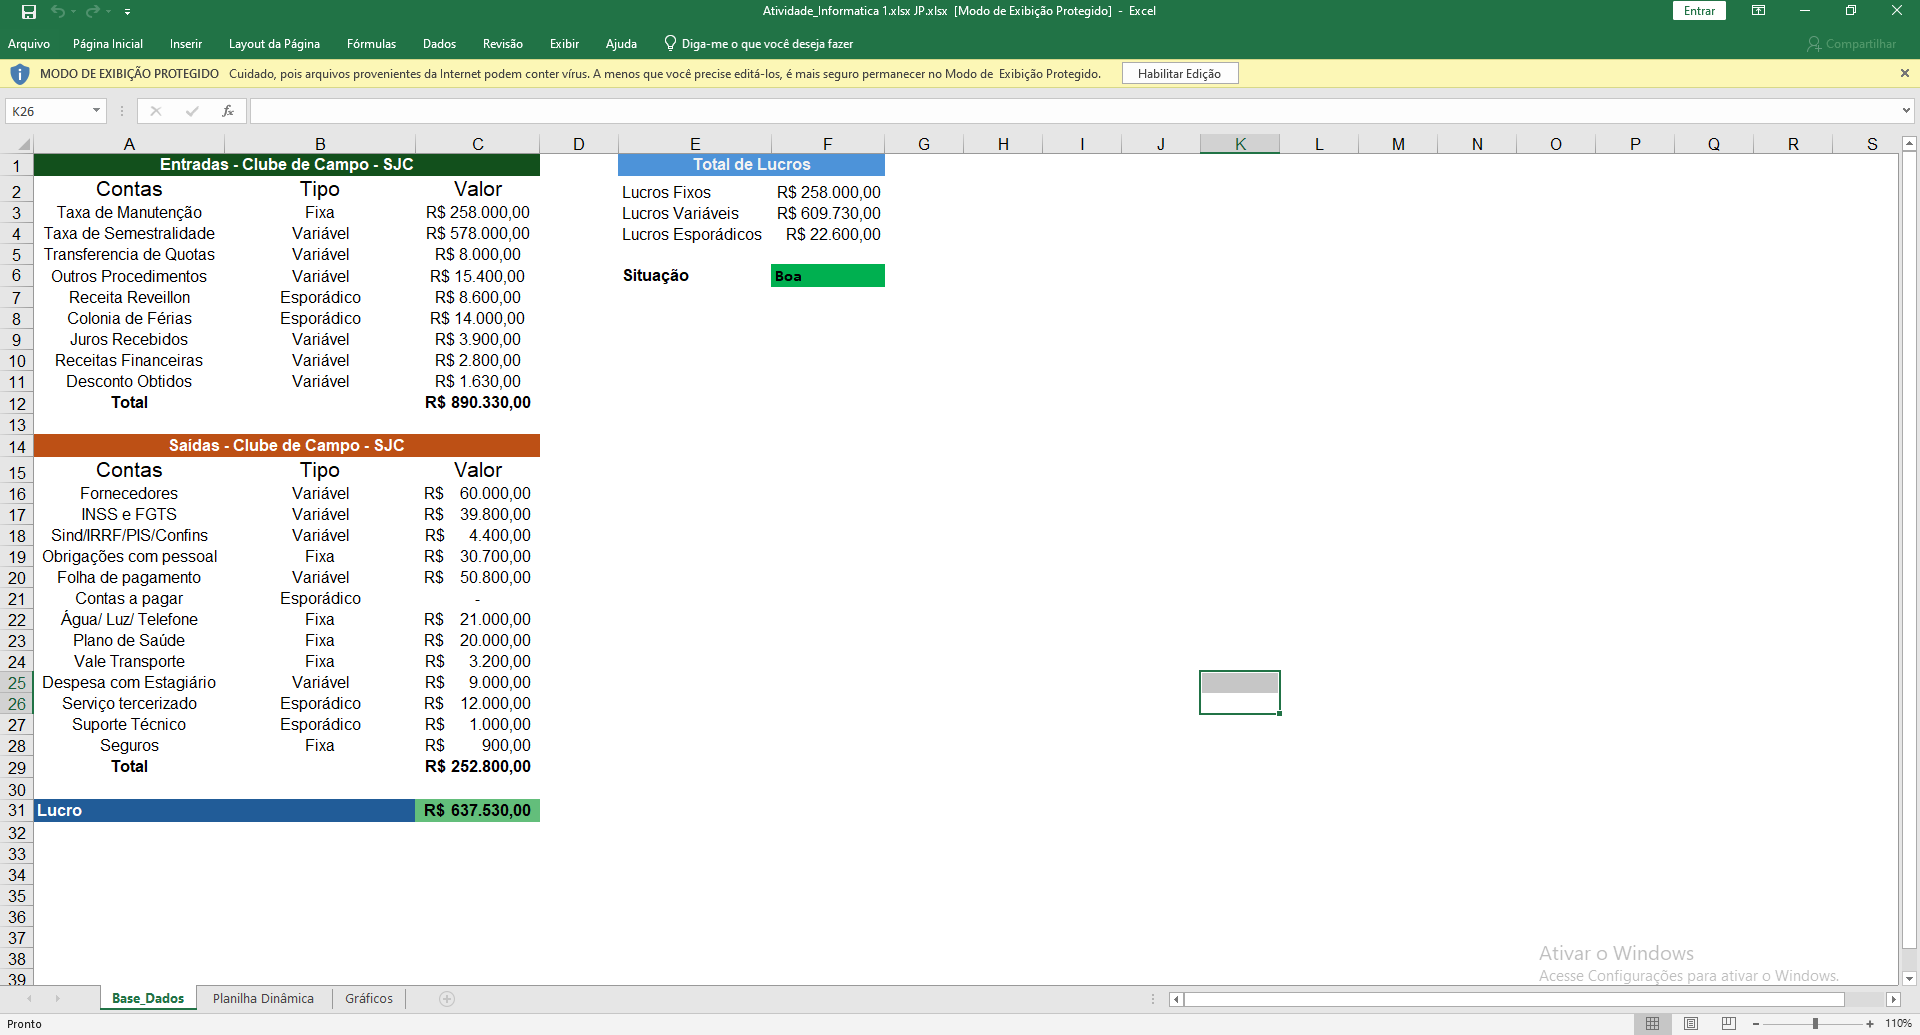 Atividade_Informatica 1.xlsx JP.xlsx  [Modo de Exibição Protegido]  -  Excel
Entrar
Arquivo Página Inicial Inserir Layout da Página Fórmulas Dados Revisão Exibir Ajuda Diga-me o que você deseja fazer Compartilhar
MODO DE EXIBIÇÃO PROTEGIDO Cuidado, pois arquivos provenientes da Internet podem conter vírus. A menos que você precise editá-los, é mais seguro permanecer no Modo de Exibição Protegido. Habilitar Edição
K26 fx
A B C D E F G H I J K L M N O P Q R S
1 Entradas - Clube de Campo - SJC Total de Lucros
2 Contas Tipo Valor Lucros Fixos R$ 258.000,00
3 Taxa de Manutenção Fixa R$ 258.000,00 Lucros Variáveis R$ 609.730,00
4 Taxa de Semestralidade Variável R$ 578.000,00 Lucros Esporádicos R$ 22.600,00
5 Transferencia de Quotas Variável R$ 8.000,00
6 Outros Procedimentos Variável R$ 15.400,00 Situação Boa
7 Receita Reveillon Esporádico R$ 8.600,00
8 Colonia de Férias Esporádico R$ 14.000,00
9 Juros Recebidos Variável R$ 3.900,00
10 Receitas Financeiras Variável R$ 2.800,00
11 Desconto Obtidos Variável R$ 1.630,00
12 Total R$ 890.330,00
13
14 Saídas - Clube de Campo - SJC
15 Contas Tipo Valor
16 Fornecedores Variável R$ 60.000,00
17 INSS e FGTS Variável R$ 39.800,00
18 Sind/IRRF/PIS/Confins Variável R$ 4.400,00
19 Obrigações com pessoal Fixa R$ 30.700,00
20 Folha de pagamento Variável R$ 50.800,00
21 Contas a pagar Esporádico -
22 Água/ Luz/ Telefone Fixa R$ 21.000,00
23 Plano de Saúde Fixa R$ 20.000,00
24 Vale Transporte Fixa R$ 3.200,00
25 Despesa com Estagiário Variável R$ 9.000,00
26 Serviço tercerizado Esporádico R$ 12.000,00
27 Suporte Técnico Esporádico R$ 1.000,00
28 Seguros Fixa R$ 900,00
29 Total R$ 252.800,00
30
31 Lucro R$ 637.530,00
32
33
34
35
36
37
38
39
Ativar o Windows
Acesse Configurações para ativar o Windows.
Base_Dados Planilha Dinâmica Gráficos
Pronto 110%